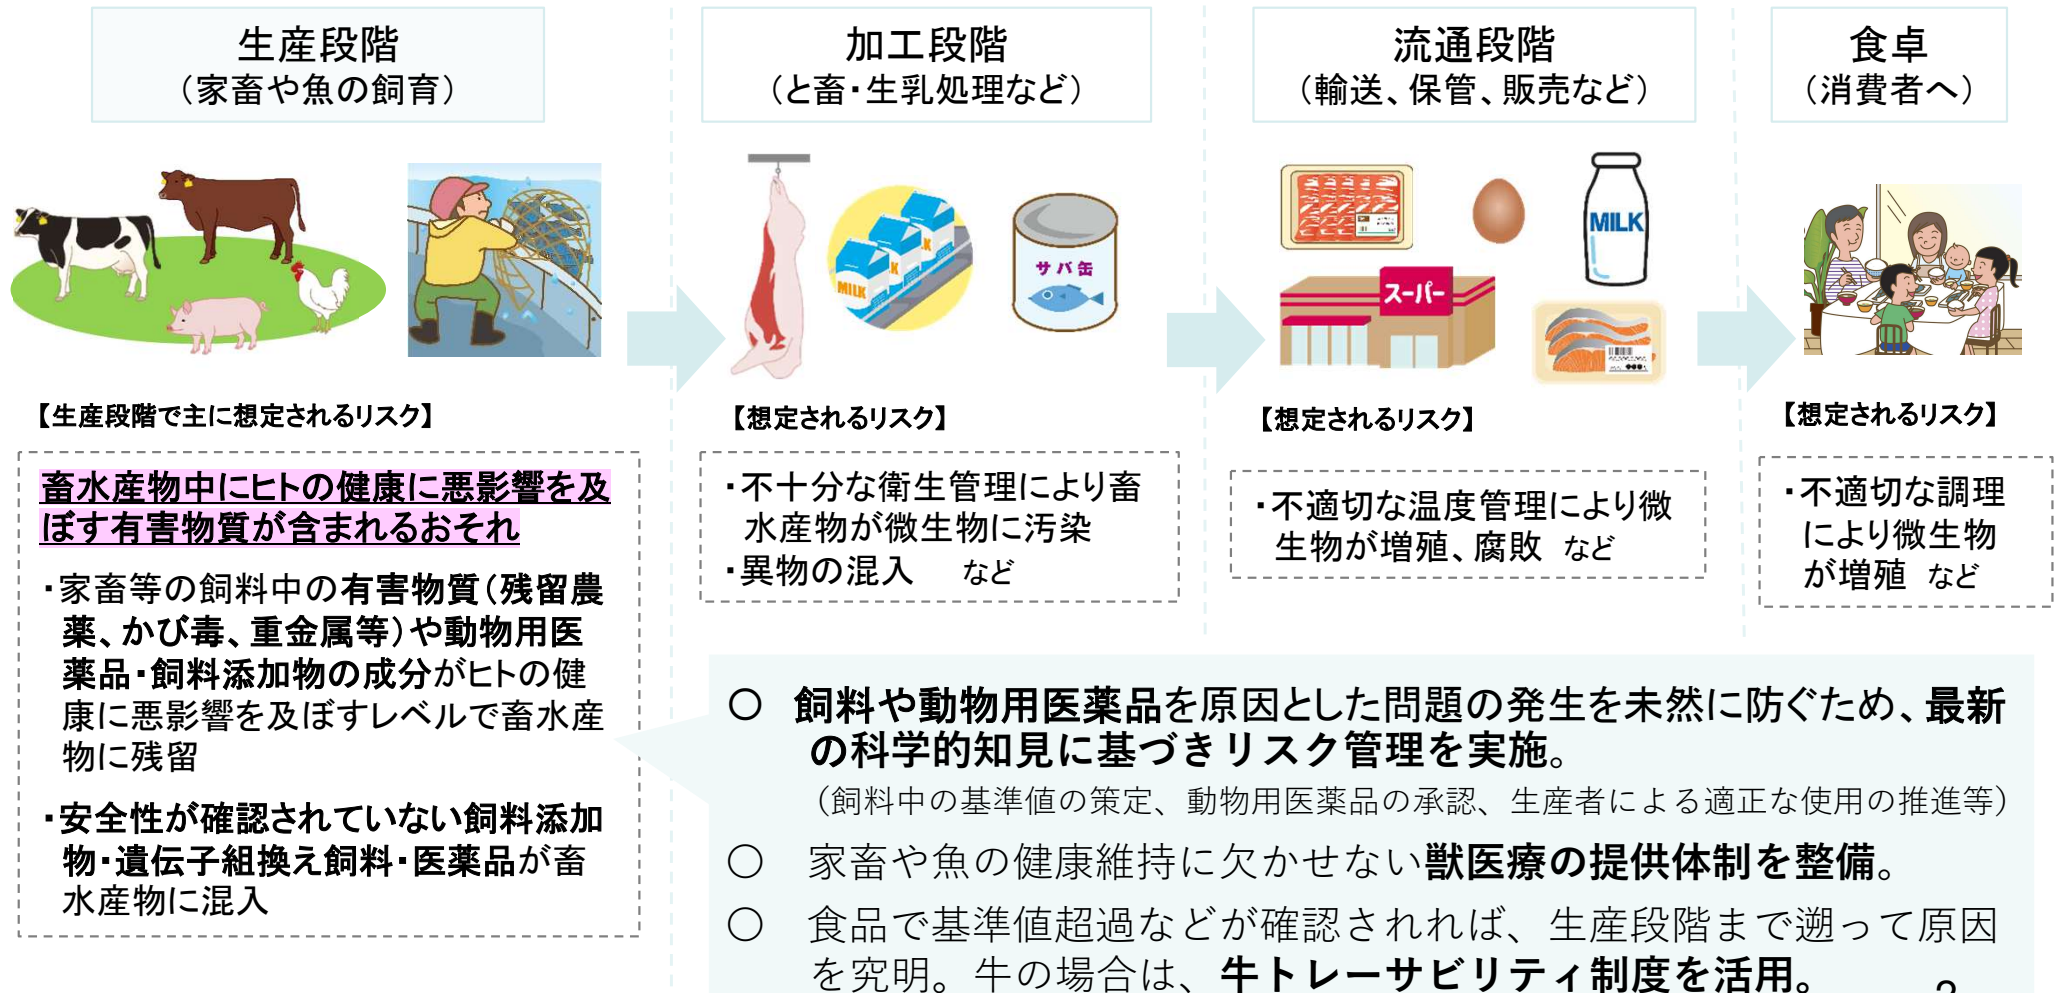 生産段階
（家畜や魚の飼育）
加工段階
（と畜・生乳処理など）
流通段階
（輸送、保管、販売など）
食卓
（消費者へ）
MILK
K
K
サバ缶
MILK
スーパー
【生産段階で主に想定されるリスク】
畜水産物中にヒトの健康に悪影響を及
ぼす有害物質が含まれるおそれ
・家畜等の飼料中の有害物質（残留農
薬、かび毒、重金属等）や動物用医
薬品・飼料添加物の成分がヒトの健
康に悪影響を及ぼすレベルで畜水産
物に残留
・安全性が確認されていない飼料添加
物・遺伝子組換え飼料・医薬品が畜
水産物に混入
【想定されるリスク】
・不十分な衛生管理により畜
水産物が微生物に汚染
・異物の混入　など
【想定されるリスク】
・不適切な温度管理により微
生物が増殖、腐敗 など
【想定されるリスク】
・不適切な調理
により微生物
が増殖 など
○ 飼料や動物用医薬品を原因とした問題の発生を未然に防ぐため、最新
の科学的知見に基づきリスク管理を実施。
（飼料中の基準値の策定、動物用医薬品の承認、生産者による適正な使用の推進等）
○ 家畜や魚の健康維持に欠かせない獣医療の提供体制を整備。
○ 食品で基準値超過などが確認されれば、生産段階まで遡って原因
を究明。牛の場合は、牛トレーサビリティ制度を活用。